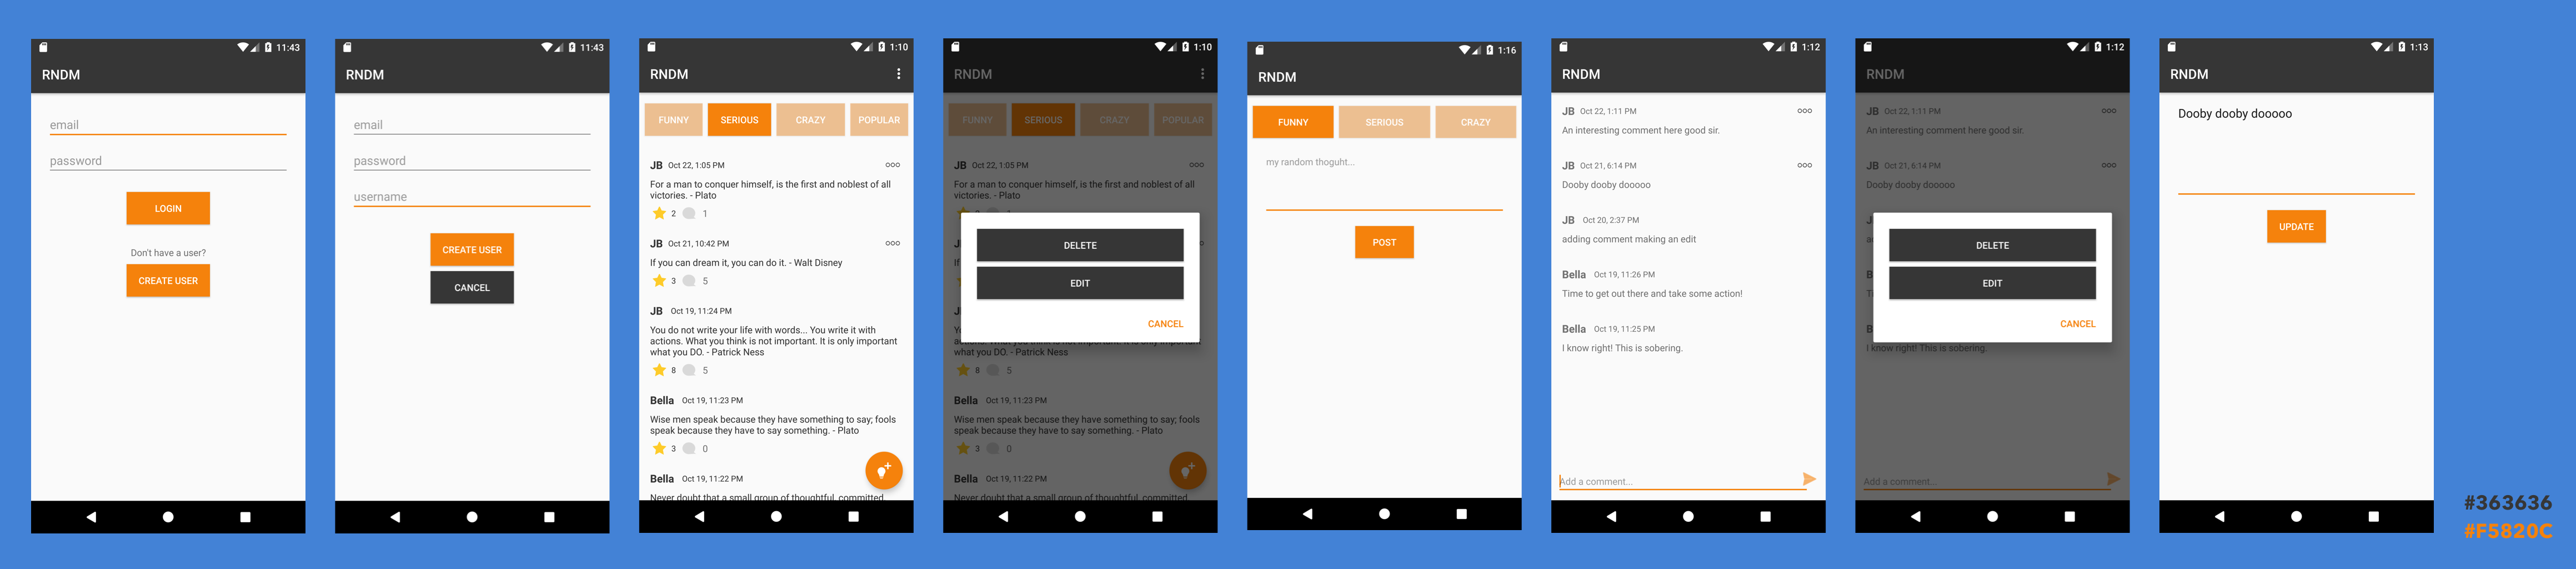 11:43
RNDM
email
password
LOGIN
Don't have a user?
CREATE USER
11:43
RNDM
email
password
username
CREATE USER
CANCEL
1:10
RNDM
FUNNY SERIOUS CRAZY POPULAR
JB Oct 22, 1:05 PM
For a man to conquer himself, is the first and noblest of all
victories. - Plato
2 1
JB Oct 21, 10:42 PM
If you can dream it, you can do it. - Walt Disney
3 5
JB Oct 19, 11:24 PM
You do not write your life with words... You write it with
actions. What you think is not important. It is only important
what you DO. - Patrick Ness
8 5
Bella Oct 19, 11:23 PM
Wise men speak because they have something to say; fools
speak because they have to say something. - Plato
3 0
Bella Oct 19, 11:22 PM
Never doubt that a small group of thoughtful, committed
1:10
RNDM
FUNNY SERIOUS CRAZY POPULAR
JB Oct 22, 1:05 PM
For a man to conquer himself, is the first and noblest of all
victories. - Plato
DELETE
EDIT
CANCEL
what you DO. - Patrick Ness
8 5
Bella Oct 19, 11:23 PM
Wise men speak because they have something to say; fools
speak because they have to say something. - Plato
3 0
Bella Oct 19, 11:22 PM
Never doubt that a small group of thoughtful, committed
1:16
RNDM
FUNNY SERIOUS CRAZY
my random thoguht...
POST
1:12
RNDM
JB Oct 22, 1:11 PM
An interesting comment here good sir.
JB Oct 21, 6:14 PM
Dooby dooby dooooo
JB Oct 20, 2:37 PM
adding comment making an edit
Bella Oct 19, 11:26 PM
Time to get out there and take some action!
Bella Oct 19, 11:25 PM
I know right! This is sobering.
Add a comment...
1:12
RNDM
JB Oct 22, 1:11 PM
An interesting comment here good sir.
JB Oct 21, 6:14 PM
Dooby dooby dooooo
DELETE
EDIT
CANCEL
I know right! This is sobering.
Add a comment...
1:13
RNDM
Dooby dooby dooooo
UPDATE
#363636
#F5820C